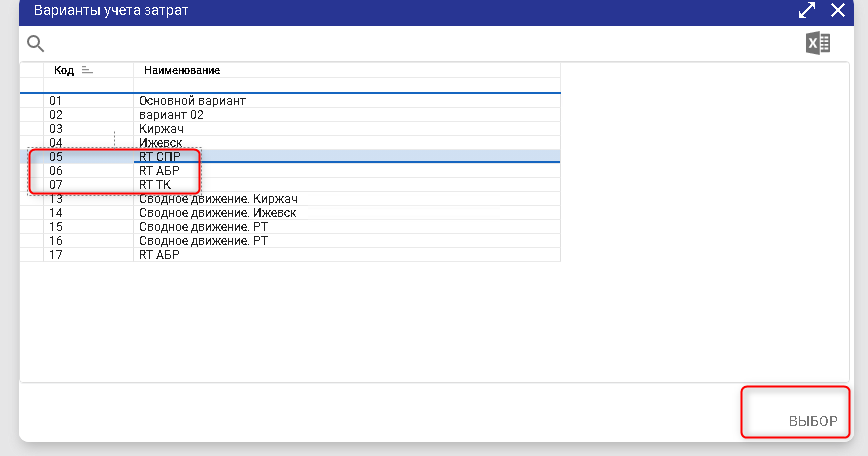 Варианты учета затрат
Код Наименование
01 Основной вариант
02 вариант 02
03 Киржач
04 Ижевск
05 RT СПР
06 RT АБР
07 RT ТК
13 Сводное движение. Киржач
14 Сводное движение. Ижевск
15 Сводное движение. РТ
16 Сводное движение. РТ
17 RT АБР
ВЫБОР